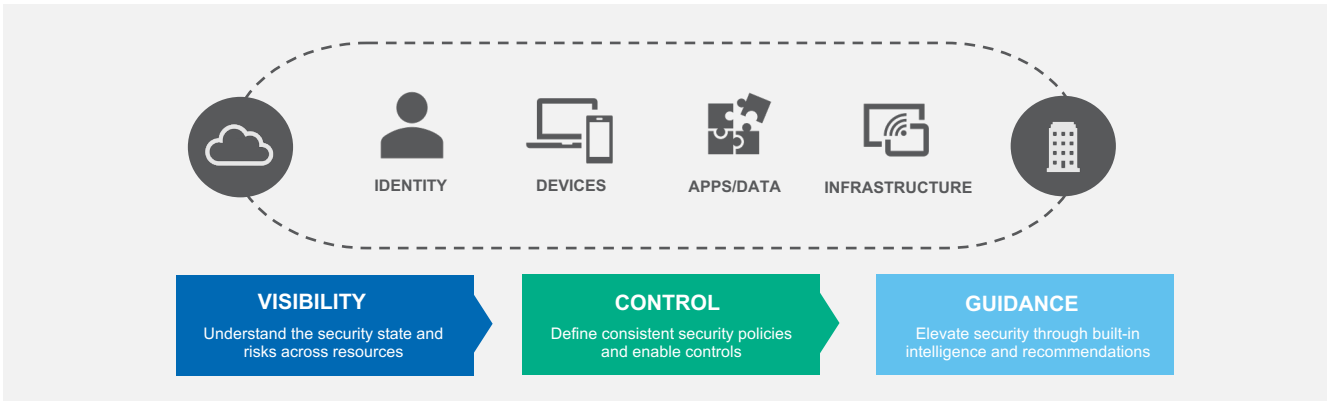 IDENTITY
DEVICES
APPS/DATA
INFRASTRUCTURE
VISIBILITY
Understand the security state and
risks across resources
CONTROL
Define consistent security policies
and enable controls
GUIDANCE
Elevate security through built-in
intelligence and recommendations